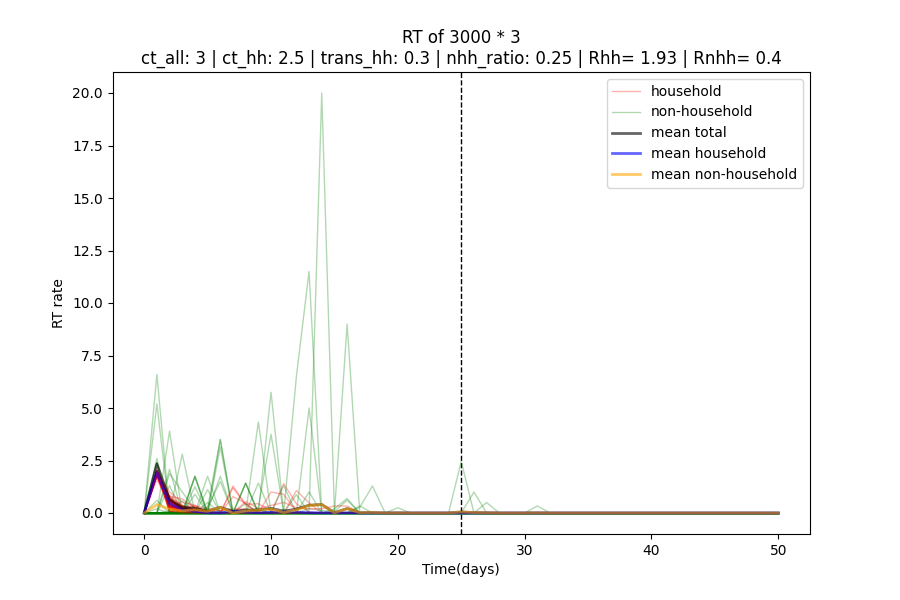 RT of 3000 * 3
ct_all: 3 | ct_hh: 2.5 | trans_hh: 0.3 | nhh_ratio: 0.25 | Rhh= 1.93 | Rnhh= 0.4
household
non-household
mean total
mean household
mean non-household
RT rate
20.0
17.5
15.0
12.5
10.0
7.5
5.0
2.5
0.0
0 10 20 30 40 50
Time(days)